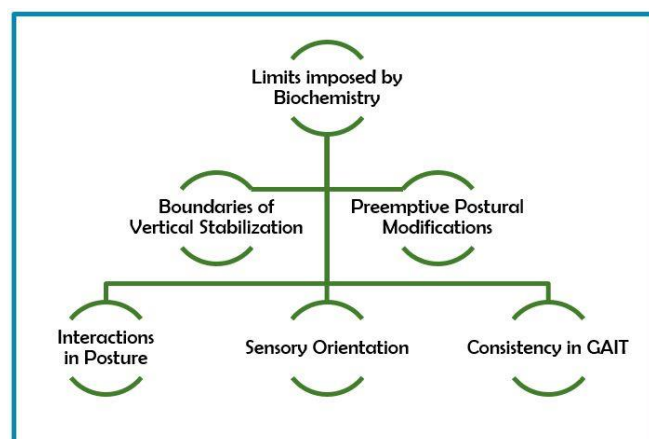 Limits imposed by
Biochemistry
Boundaries of
Vertical Stabilization
Preemptive Postural
Modifications
Interactions
in Posture
Sensory Orientation
Consistency in GAIT